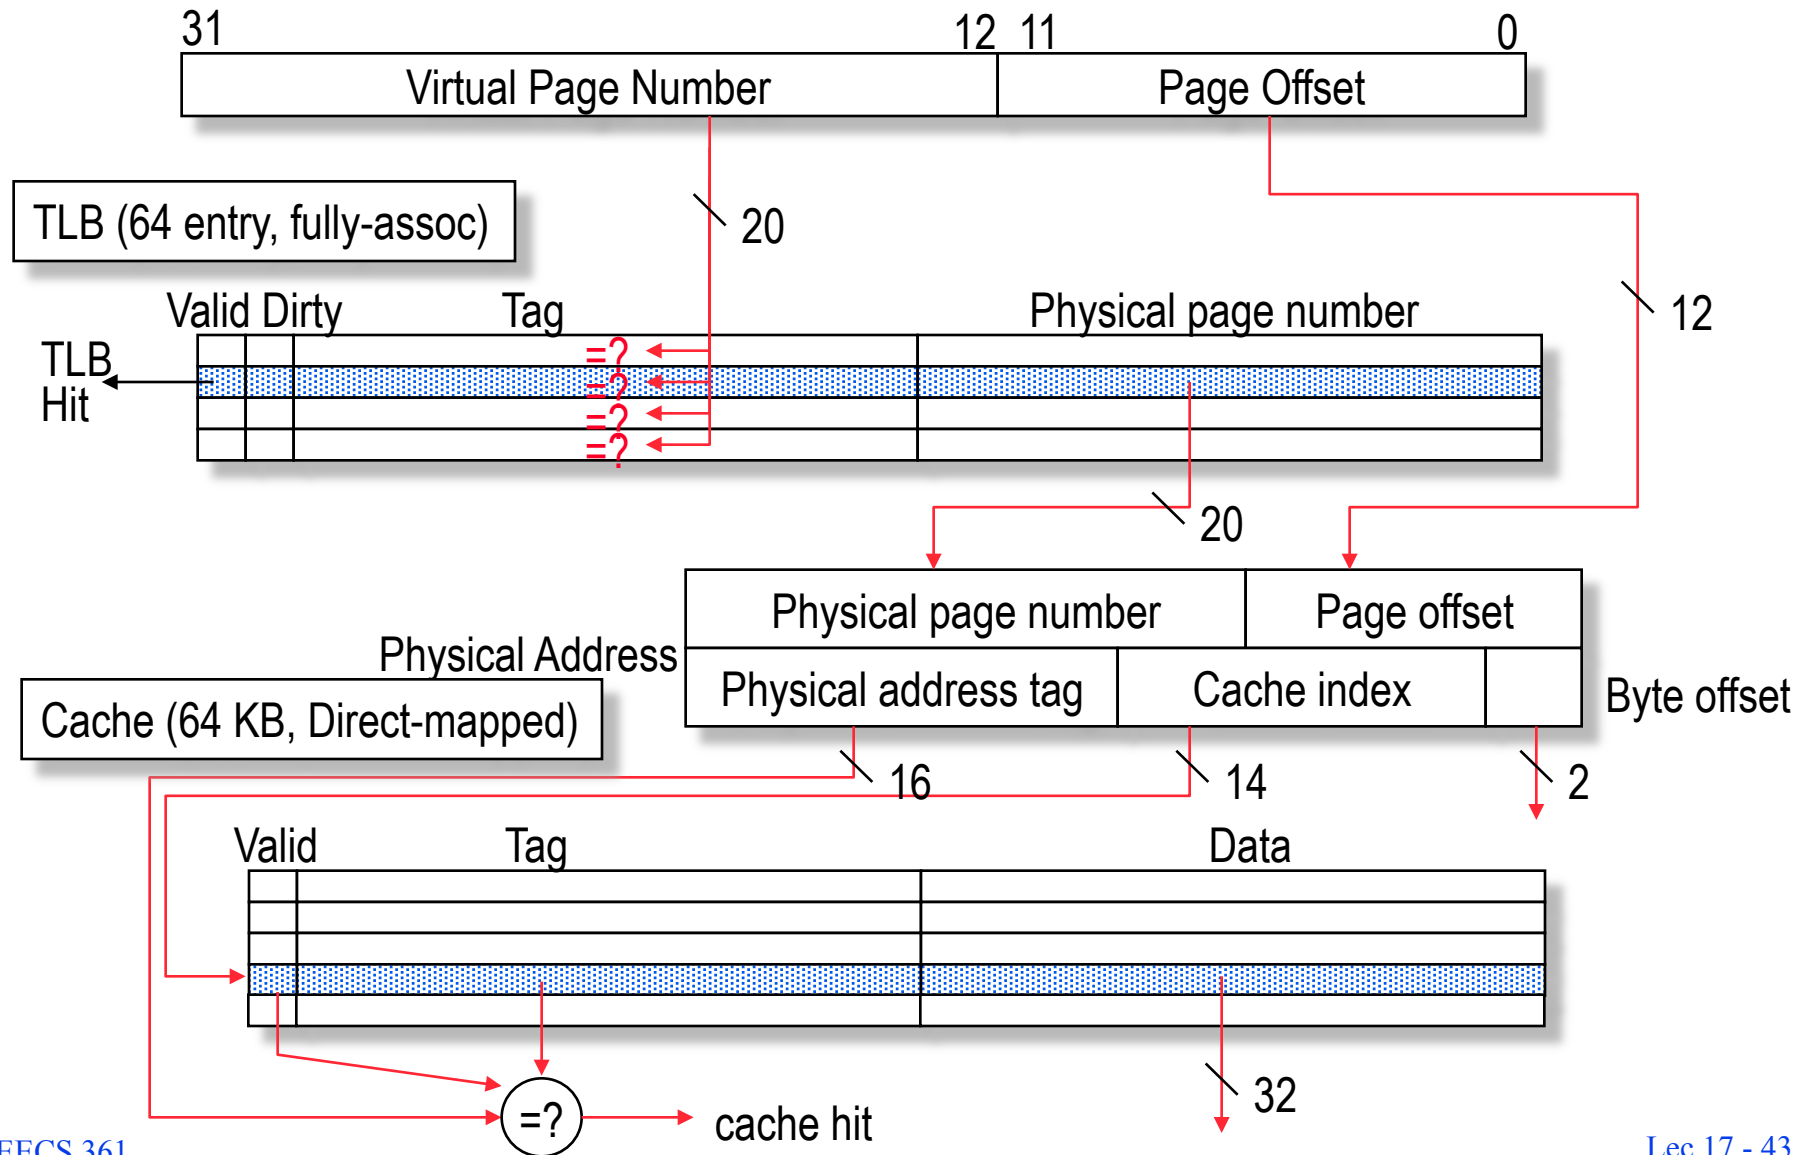 31 12 11 0
Virtual Page Number Page Offset
TLB (64 entry, fully-assoc)
20
12
Valid Dirty Tag Physical page number
TLB
Hit
=?
=?
=?
=?
20
Physical page number Page offset
Physical Address
Physical address tag Cache index Byte offset
Cache (64 KB, Direct-mapped)
16 14 2
Valid Tag Data
32
=? cache hit
EECS 361 Lec 17 - 43